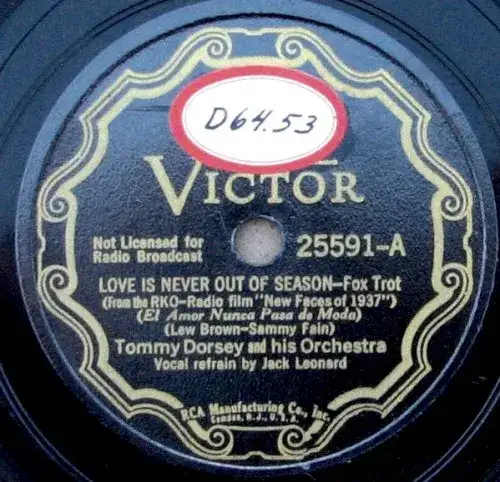 D64.53
VICTOR
Not Licensed for
Radio Broadcast
25591-A
LOVE IS NEVER OUT OF SEASON—Fox Trot
(From the RKO-Radio film "New Faces of 1937")
(El Amor Nunca Pasa de Moda)
(Lew Brown-Sammy Fain)
Tommy Dorsey and his Orchestra
Vocal refrain by Jack Leonard
RCA Manufacturing Co., Inc.
Camden, N. J., U. S. A.